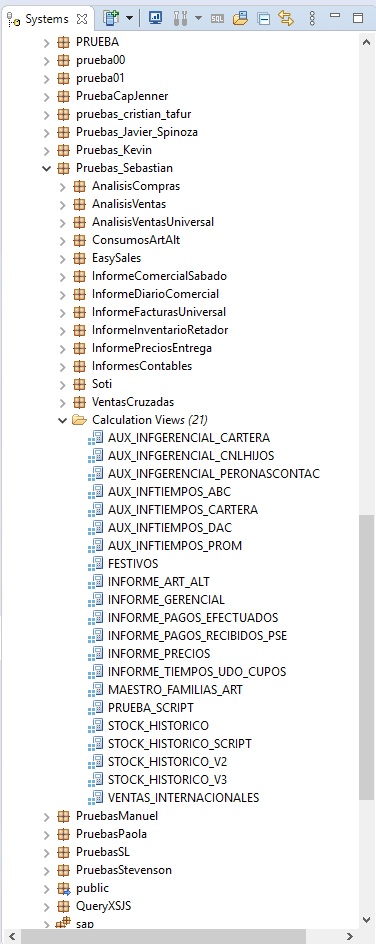 Systems
SQL
PRUEBA
prueba00
prueba01
PruebaCapJenner
pruebas_cristian_tafur
Pruebas_Javier_Spinoza
Pruebas_Kevin
Pruebas_Sebastian
AnalisisCompras
AnalisisVentas
AnalisisVentasUniversal
ConsumosArtAlt
EasySales
InformeComercialSabado
InformeDiarioComercial
InformeFacturasUniversal
InformeInventarioRetador
InformePreciosEntrega
InformesContables
Soti
VentasCruzadas
Calculation Views (21)
AUX_INFGERENCIAL_CARTERA
AUX_INFGERENCIAL_CNLHIJOS
AUX_INFGERENCIAL_PERONASCONTAC
AUX_INFTIEMPOS_ABC
AUX_INFTIEMPOS_CARTERA
AUX_INFTIEMPOS_DAC
AUX_INFTIEMPOS_PROM
FESTIVOS
INFORME_ART_ALT
INFORME_GERENCIAL
INFORME_PAGOS_EFECTUADOS
INFORME_PAGOS_RECIBIDOS_PSE
INFORME_PRECIOS
INFORME_TIEMPOS_UDO_CUPOS
MAESTRO_FAMILIAS_ART
PRUEBA_SCRIPT
STOCK_HISTORICO
STOCK_HISTORICO_SCRIPT
STOCK_HISTORICO_V2
STOCK_HISTORICO_V3
VENTAS_INTERNACIONALES
PruebasManuel
PruebasPaola
PruebasSL
PruebasStevenson
public
QueryXSJS
sap